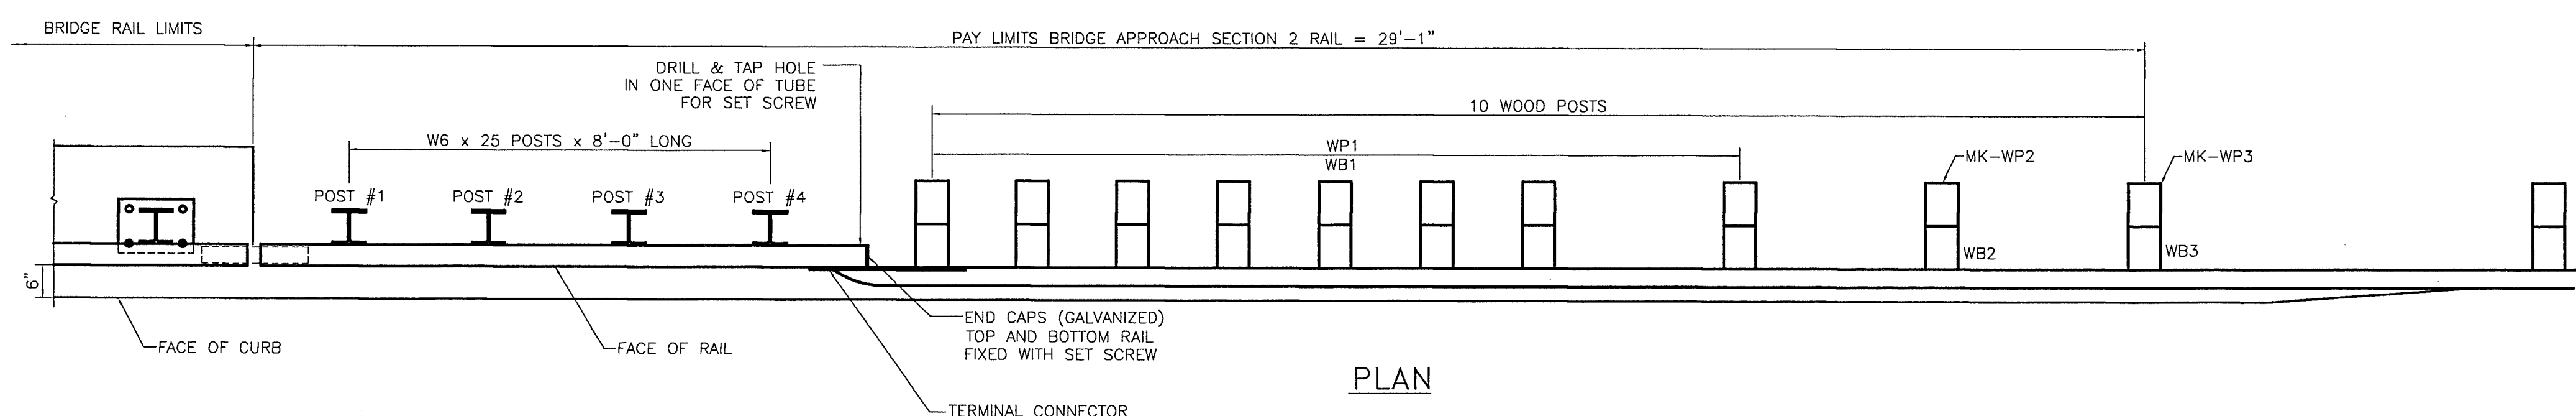 BRIDGE RAIL LIMITS
PAY LIMITS BRIDGE APPROACH SECTION 2 RAIL = 29'-1"
DRILL & TAP HOLE
IN ONE FACE OF TUBE
FOR SET SCREW
10 WOOD POSTS
W6 x 25 POSTS x 8'-0" LONG
WP1
WB1
MK-WP2
MK-WP3
POST #1
POST #2
POST #3
POST #4
WB2
WB3
6"
END CAPS (GALVANIZED)
TOP AND BOTTOM RAIL
FIXED WITH SET SCREW
FACE OF CURB
FACE OF RAIL
PLAN
TERMINAL CONNECTOR